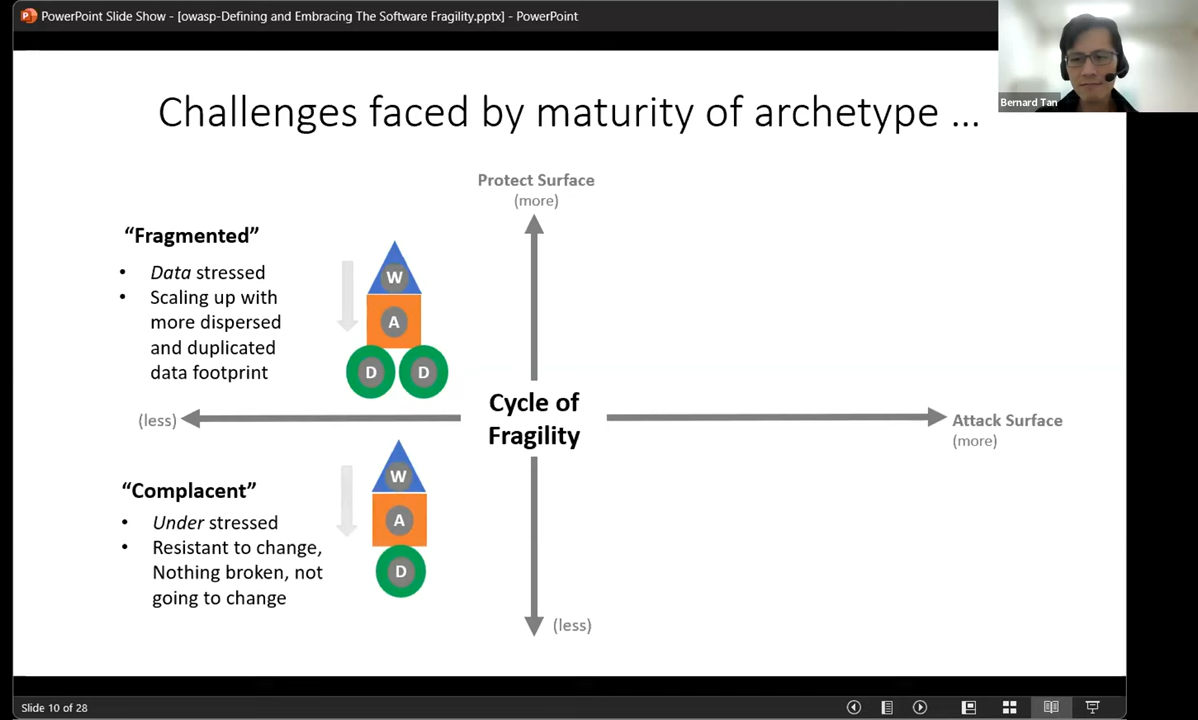 PowerPoint Slide Show - [owasp-Defining and Embracing The Software Fragility.pptx] - PowerPoint
Bernard Tan
Challenges faced by maturity of archetype ...
Protect Surface
(more)
"Fragmented"
• Data stressed
• Scaling up with
more dispersed
and duplicated
data footprint
W
A
D D
(less)
Cycle of
Fragility
Attack Surface
(more)
"Complacent"
• Under stressed
• Resistant to change,
Nothing broken, not
going to change
W
A
D
(less)
Slide 10 of 28